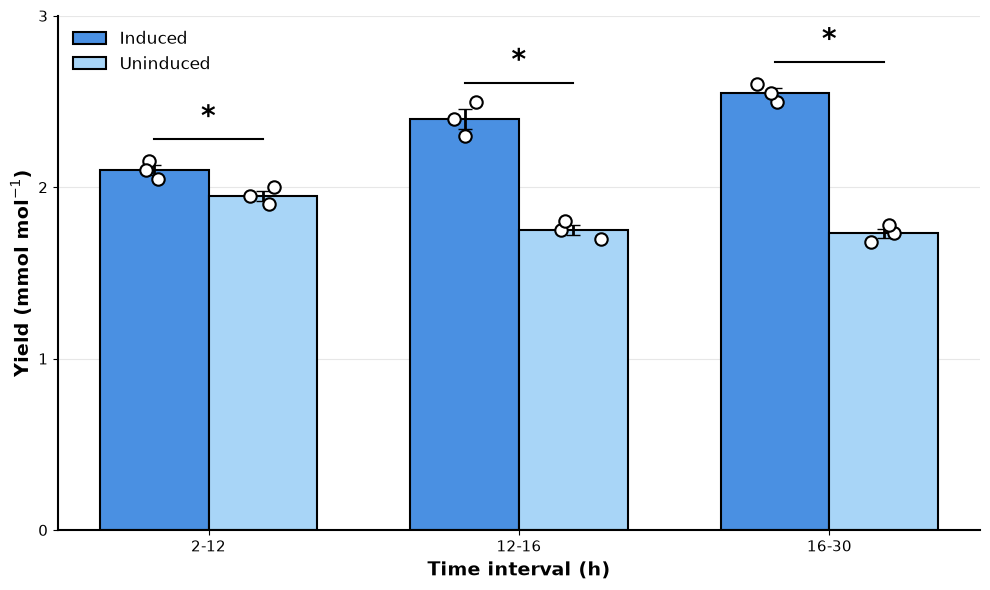 3
Induced
Uninduced
*
*
*
2
1
0
Yield (mmol mol⁻¹)
2-12
12-16
16-30
Time interval (h)